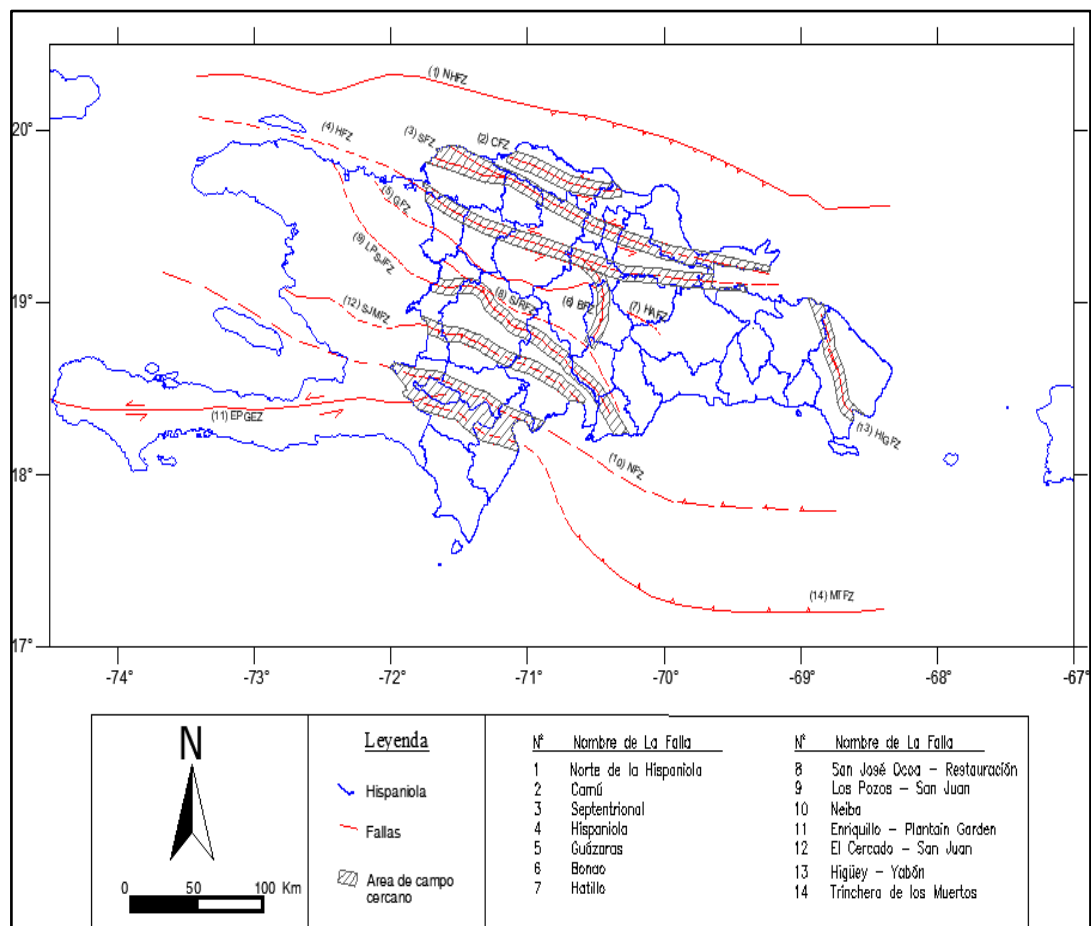 (1) NHFZ
20°
(4) HFZ
(3) SFZ
(2) CFZ
(5) GFZ
(9) LPSJFZ
19°
(8) SJRFZ
(6) BFZ
(7) HAFZ
(12) SJMFZ
(11) EPGEZ
(13) HIGFZ
18°
(10) NFZ
(14) MTFZ
17°
-74° -73° -72° -71° -70° -69° -68° -67°
N
0 50 100 Km
Leyenda
Hispaniola
Fallas
Area de campo
cercano
N° Nombre de La Falla
1 Norte de la Hispaniola
2 Camú
3 Septentrional
4 Hispaniola
5 Guázaras
6 Bonao
7 Hatillo
N° Nombre de La Falla
8 San José Ocoa – Restauración
9 Los Pozos – San Juan
10 Neiba
11 Enriquillo – Plantain Garden
12 El Cercado – San Juan
13 Higüey – Yabón
14 Trinchera de los Muertos